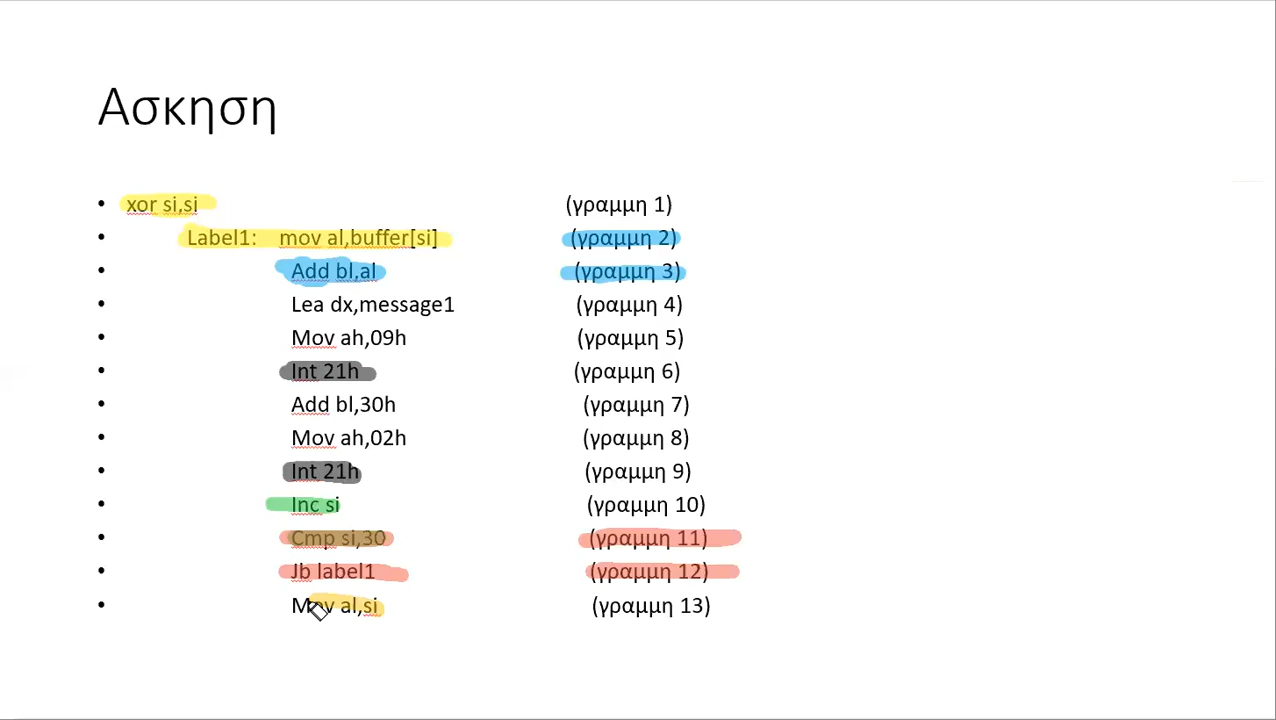 Ασκηση
• xor si,si (γραμμη 1)
• Label1: mov al,buffer[si] (γραμμη 2)
• Add bl,al (γραμμη 3)
• Lea dx,message1 (γραμμη 4)
• Mov ah,09h (γραμμη 5)
• Int 21h (γραμμη 6)
• Add bl,30h (γραμμη 7)
• Mov ah,02h (γραμμη 8)
• Int 21h (γραμμη 9)
• Inc si (γραμμη 10)
• Cmp si,30 (γραμμη 11)
• Jb label1 (γραμμη 12)
• Mov al,si (γραμμη 13)